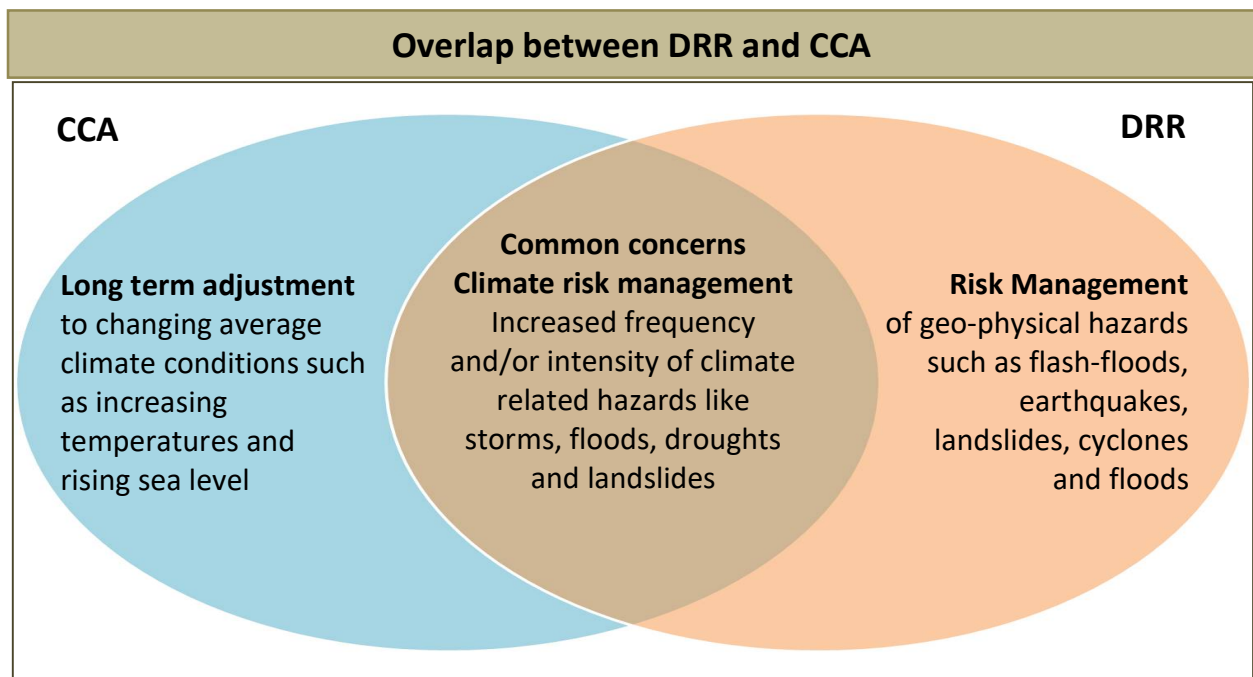 Overlap between DRR and CCA
CCA
DRR
Long term adjustment
to changing average
climate conditions such
as increasing
temperatures and
rising sea level
Common concerns
Climate risk management
Increased frequency
and/or intensity of climate
related hazards like
storms, floods, droughts
and landslides
Risk Management
of geo-physical hazards
such as flash-floods,
earthquakes,
landslides, cyclones
and floods